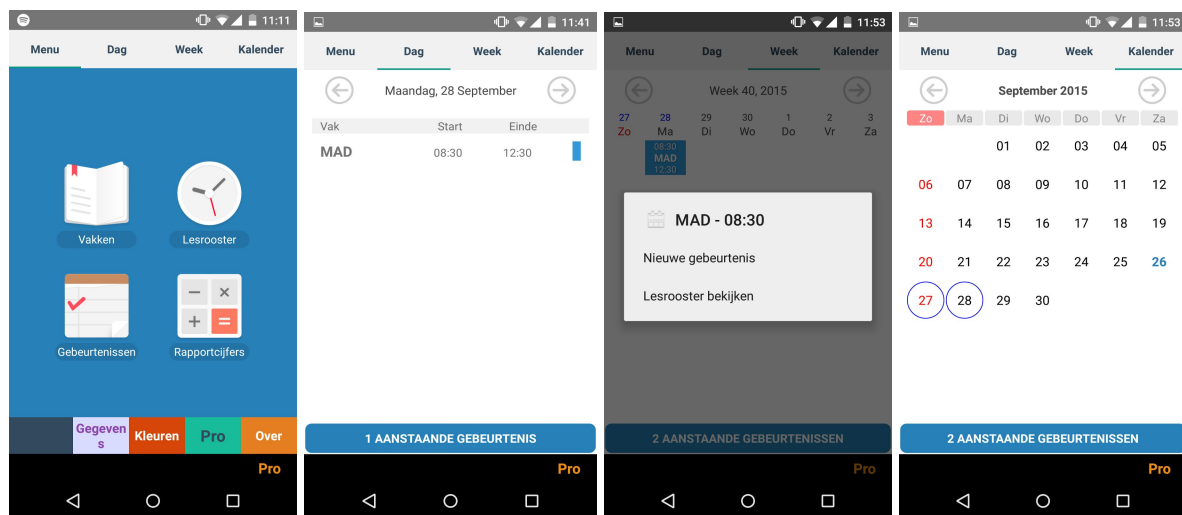 11:11
Menu Dag Week Kalender
Vakken Lesrooster
Gebeurtenissen Rapportcijfers
Gegeven
s
Kleuren Pro Over
Pro
11:41
Menu Dag Week Kalender
Maandag, 28 September
Vak Start Einde
MAD 08:30 12:30
1 AANSTAANDE GEBEURTENIS
Pro
11:53
Menu Dag Week Kalender
Week 40, 2015
27 28 29 30 1 2 3
Zo Ma Di Wo Do Vr Za
08:30
MAD
12:30
MAD - 08:30
Nieuwe gebeurtenis
Lesrooster bekijken
2 AANSTAANDE GEBEURTENISSEN
Pro
11:53
Menu Dag Week Kalender
September 2015
Zo Ma Di Wo Do Vr Za
01 02 03 04 05
06 07 08 09 10 11 12
13 14 15 16 17 18 19
20 21 22 23 24 25 26
27 28 29 30
2 AANSTAANDE GEBEURTENISSEN
Pro